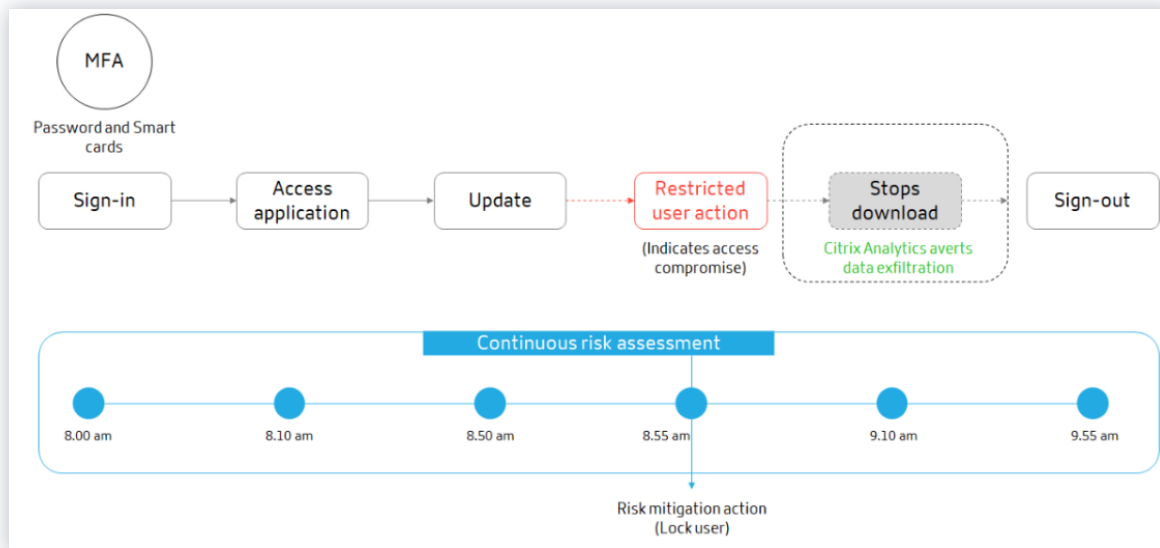 MFA
Password and Smart
cards
Sign-in
Access
application
Update
Restricted
user action
Stops
download
Sign-out
(Indicates access
compromise)
Citrix Analytics averts
data exfiltration
Continuous risk assessment
8.00 am
8.10 am
8.50 am
8.55 am
9.10 am
9.55 am
Risk mitigation action
(Lock user)